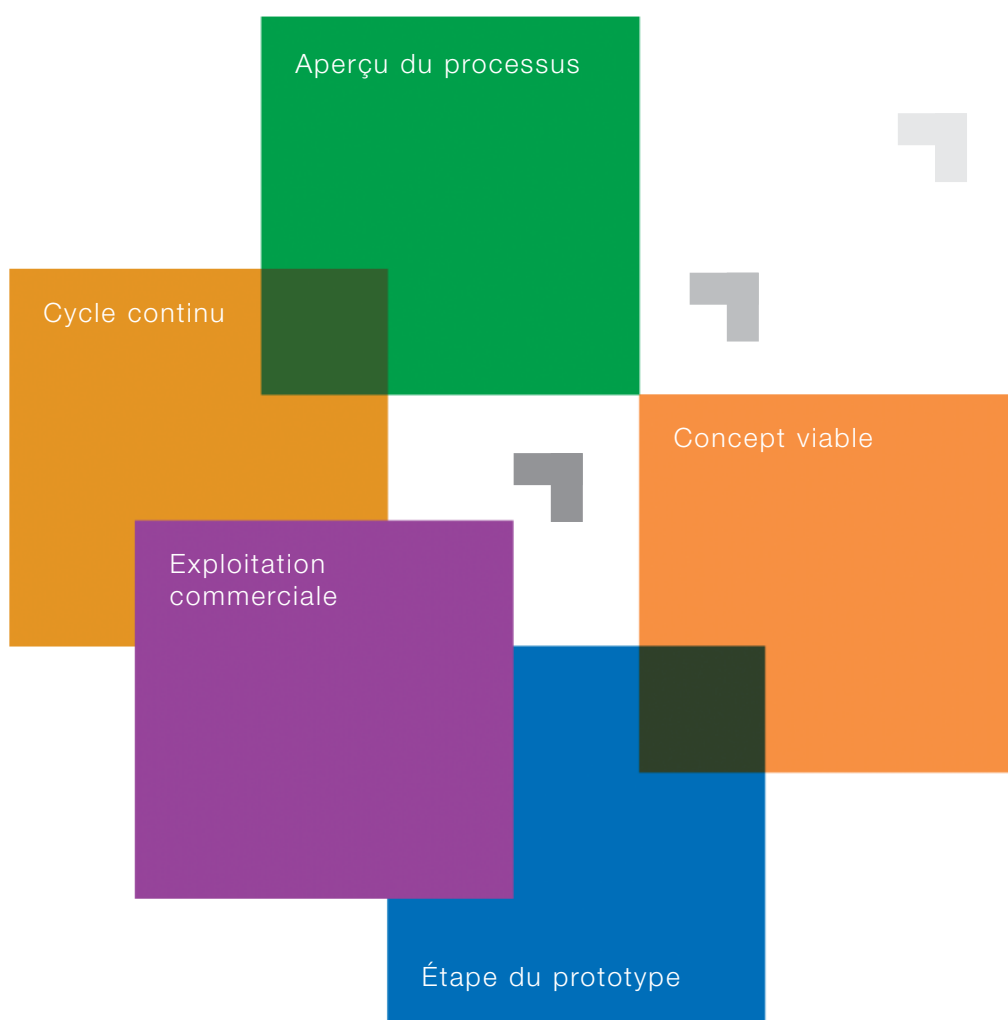 Aperçu du processus
Cycle continu
Concept viable
Exploitation
commerciale
Étape du prototype